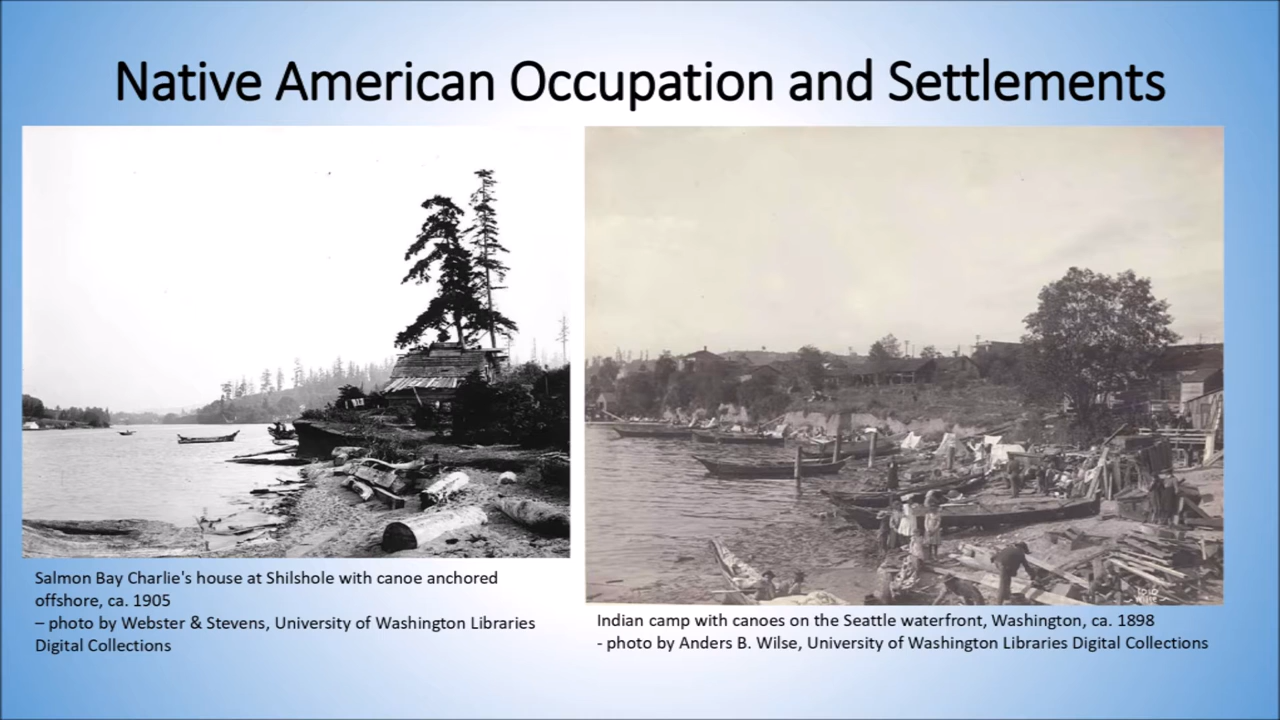 Native American Occupation and Settlements
Salmon Bay Charlie's house at Shilshole with canoe anchored
offshore, ca. 1905
– photo by Webster & Stevens, University of Washington Libraries
Digital Collections
Indian camp with canoes on the Seattle waterfront, Washington, ca. 1898
- photo by Anders B. Wilse, University of Washington Libraries Digital Collections